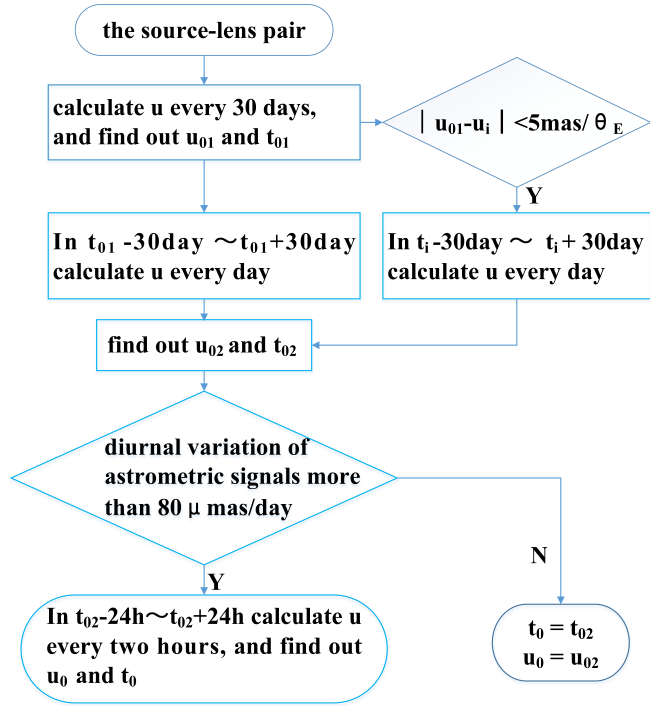 the source-lens pair
calculate u every 30 days,
and find out u₀₁ and t₀₁
| u₀₁-uᵢ | <5mas/ θ_E
Y
In t₀₁ -30day ～t₀₁+30day
calculate u every day
In tᵢ-30day～ tᵢ+ 30day
calculate u every day
find out u₀₂ and t₀₂
diurnal variation of
astrometric signals more
than 80 μ mas/day
N
Y
In t₀₂-24h～t₀₂+24h calculate u
every two hours, and find out
u₀ and t₀
t₀ = t₀₂
u₀ = u₀₂